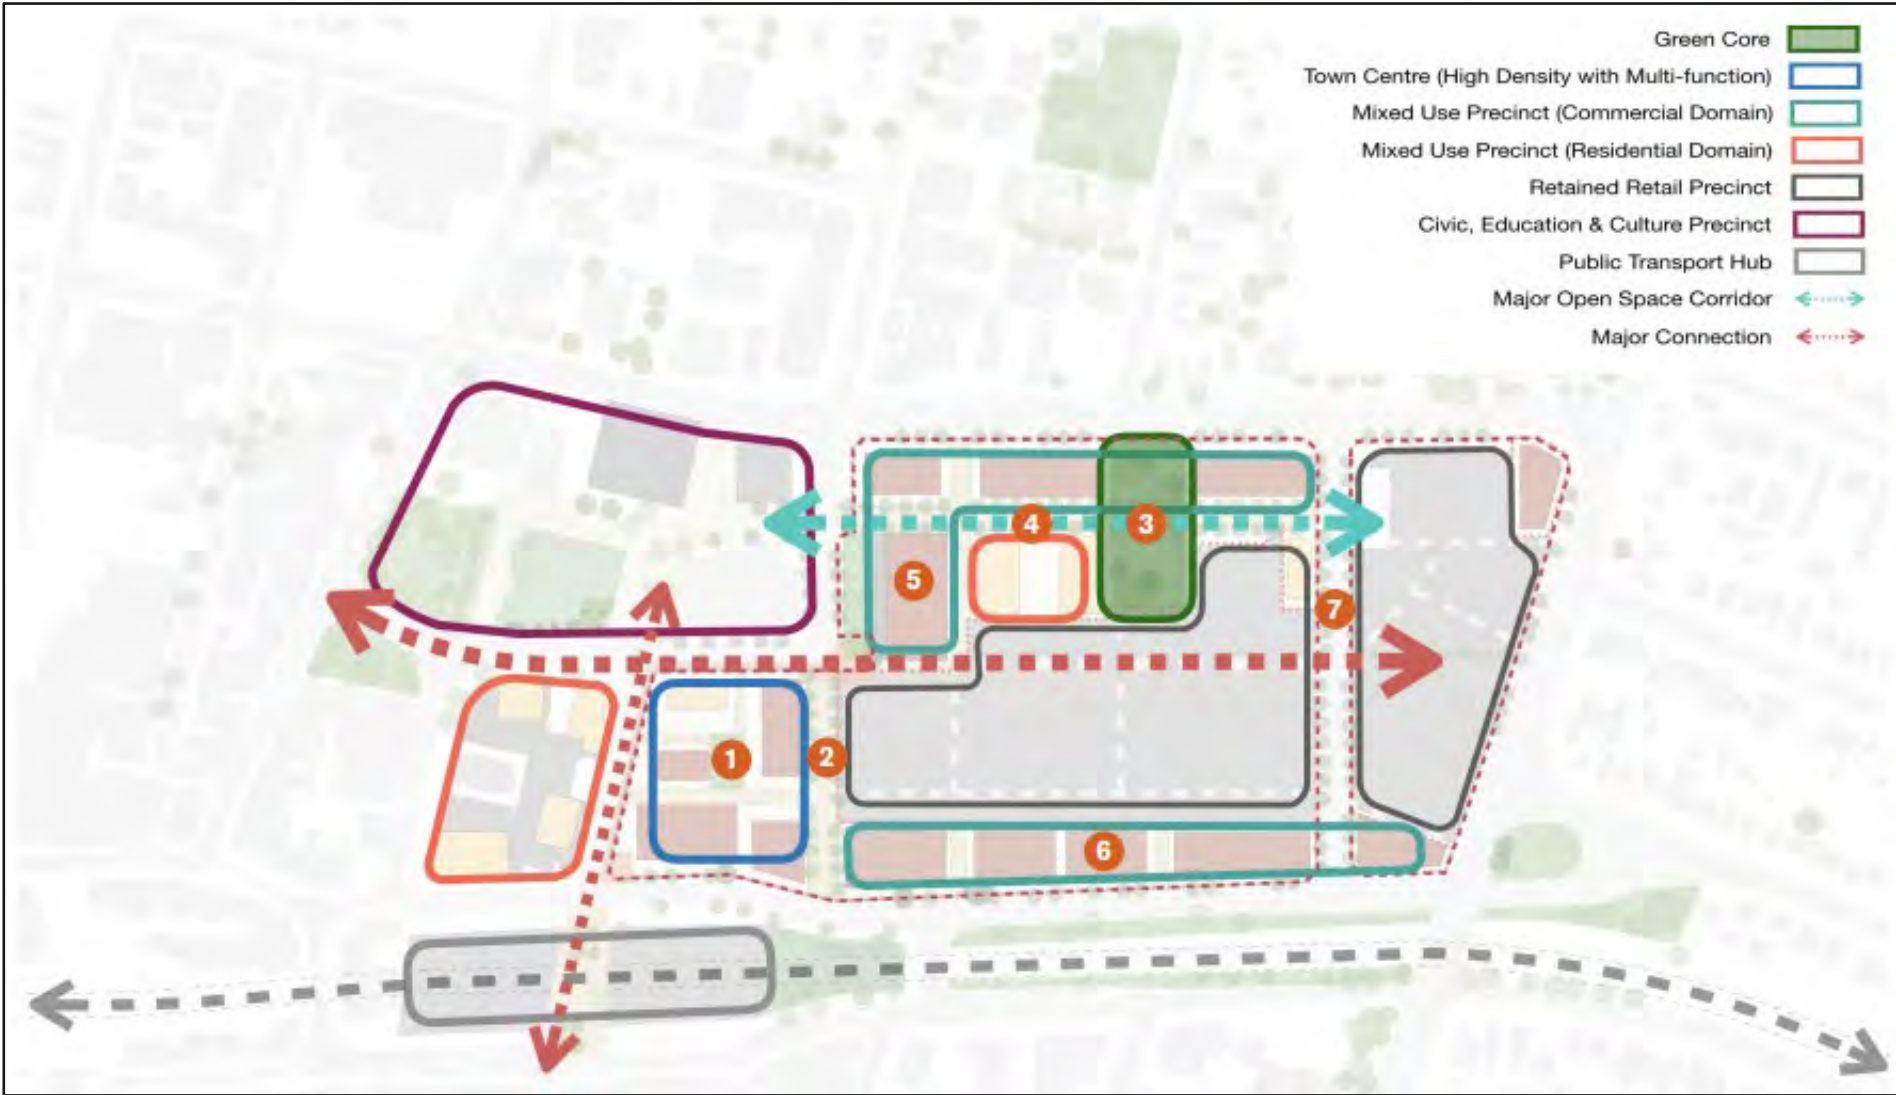 Green Core
Town Centre (High Density with Multi-function)
Mixed Use Precinct (Commercial Domain)
Mixed Use Precinct (Residential Domain)
Retained Retail Precinct
Civic, Education & Culture Precinct
Public Transport Hub
Major Open Space Corridor
Major Connection
4
3
5
7
1
2
6